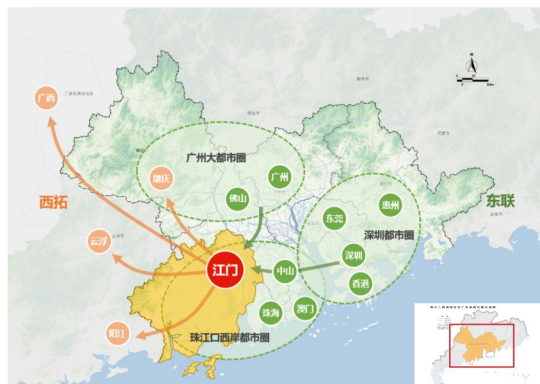 广西
广州大都市圈
广州
肇庆
佛山
西拓
东联
惠州
东莞
深圳都市圈
云浮
江门
中山
深圳
香港
珠海
澳门
阳江
珠江口西岸都市圈